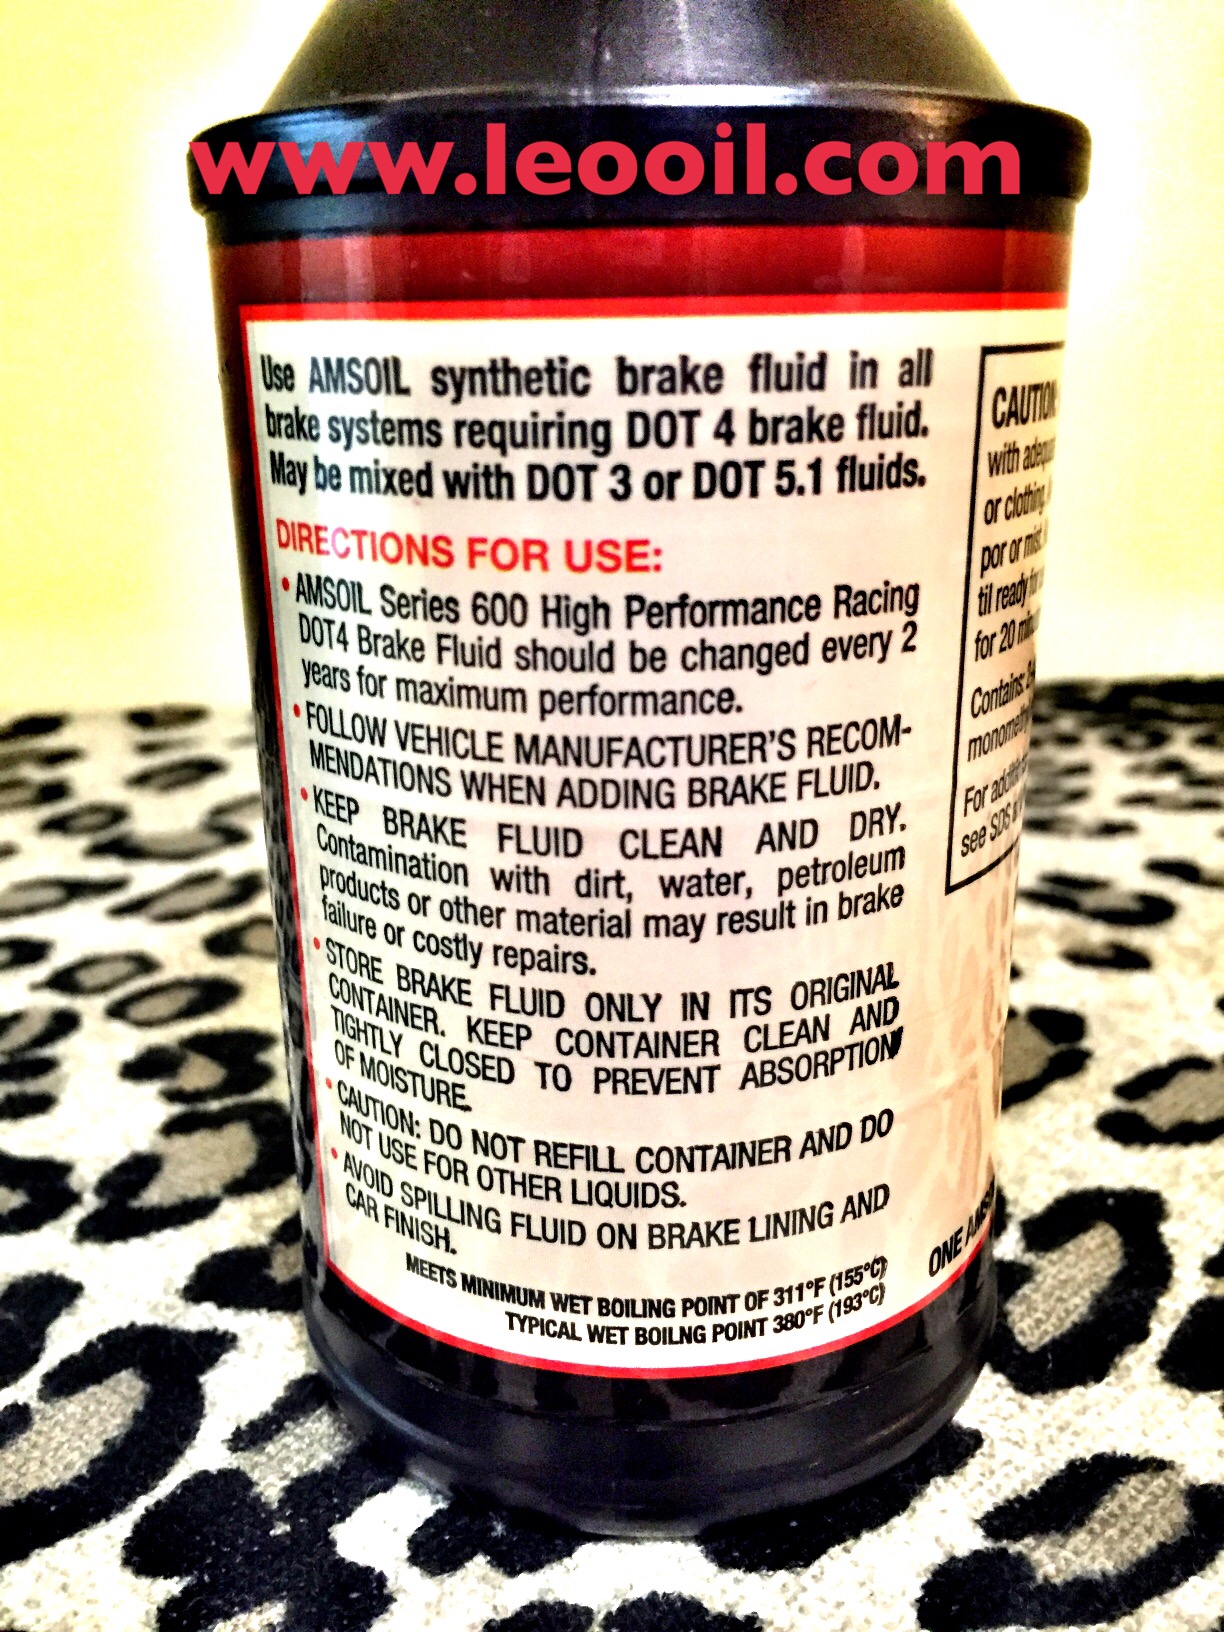 www.leooil.com
Use AMSOIL synthetic brake fluid in all
brake systems requiring DOT 4 brake fluid.
May be mixed with DOT 3 or DOT 5.1 fluids.
DIRECTIONS FOR USE:
• AMSOIL Series 600 High Performance Racing
DOT4 Brake Fluid should be changed every 2
years for maximum performance.
• FOLLOW VEHICLE MANUFACTURER'S RECOM-
MENDATIONS WHEN ADDING BRAKE FLUID.
• KEEP BRAKE FLUID CLEAN AND DRY.
Contamination with dirt, water, petroleum
products or other material may result in brake
failure or costly repairs.
• STORE BRAKE FLUID ONLY IN ITS ORIGINAL
CONTAINER. KEEP CONTAINER CLEAN AND
TIGHTLY CLOSED TO PREVENT ABSORPTION
OF MOISTURE.
• CAUTION: DO NOT REFILL CONTAINER AND DO
NOT USE FOR OTHER LIQUIDS.
• AVOID SPILLING FLUID ON BRAKE LINING AND
CAR FINISH.
MEETS MINIMUM WET BOILING POINT OF 311°F (155°C)
TYPICAL WET BOILNG POINT 380°F (193°C)
CAUTION
with
or clothing.
por or mist.
til ready
for 20
Contains:
For
see SDS
ONE